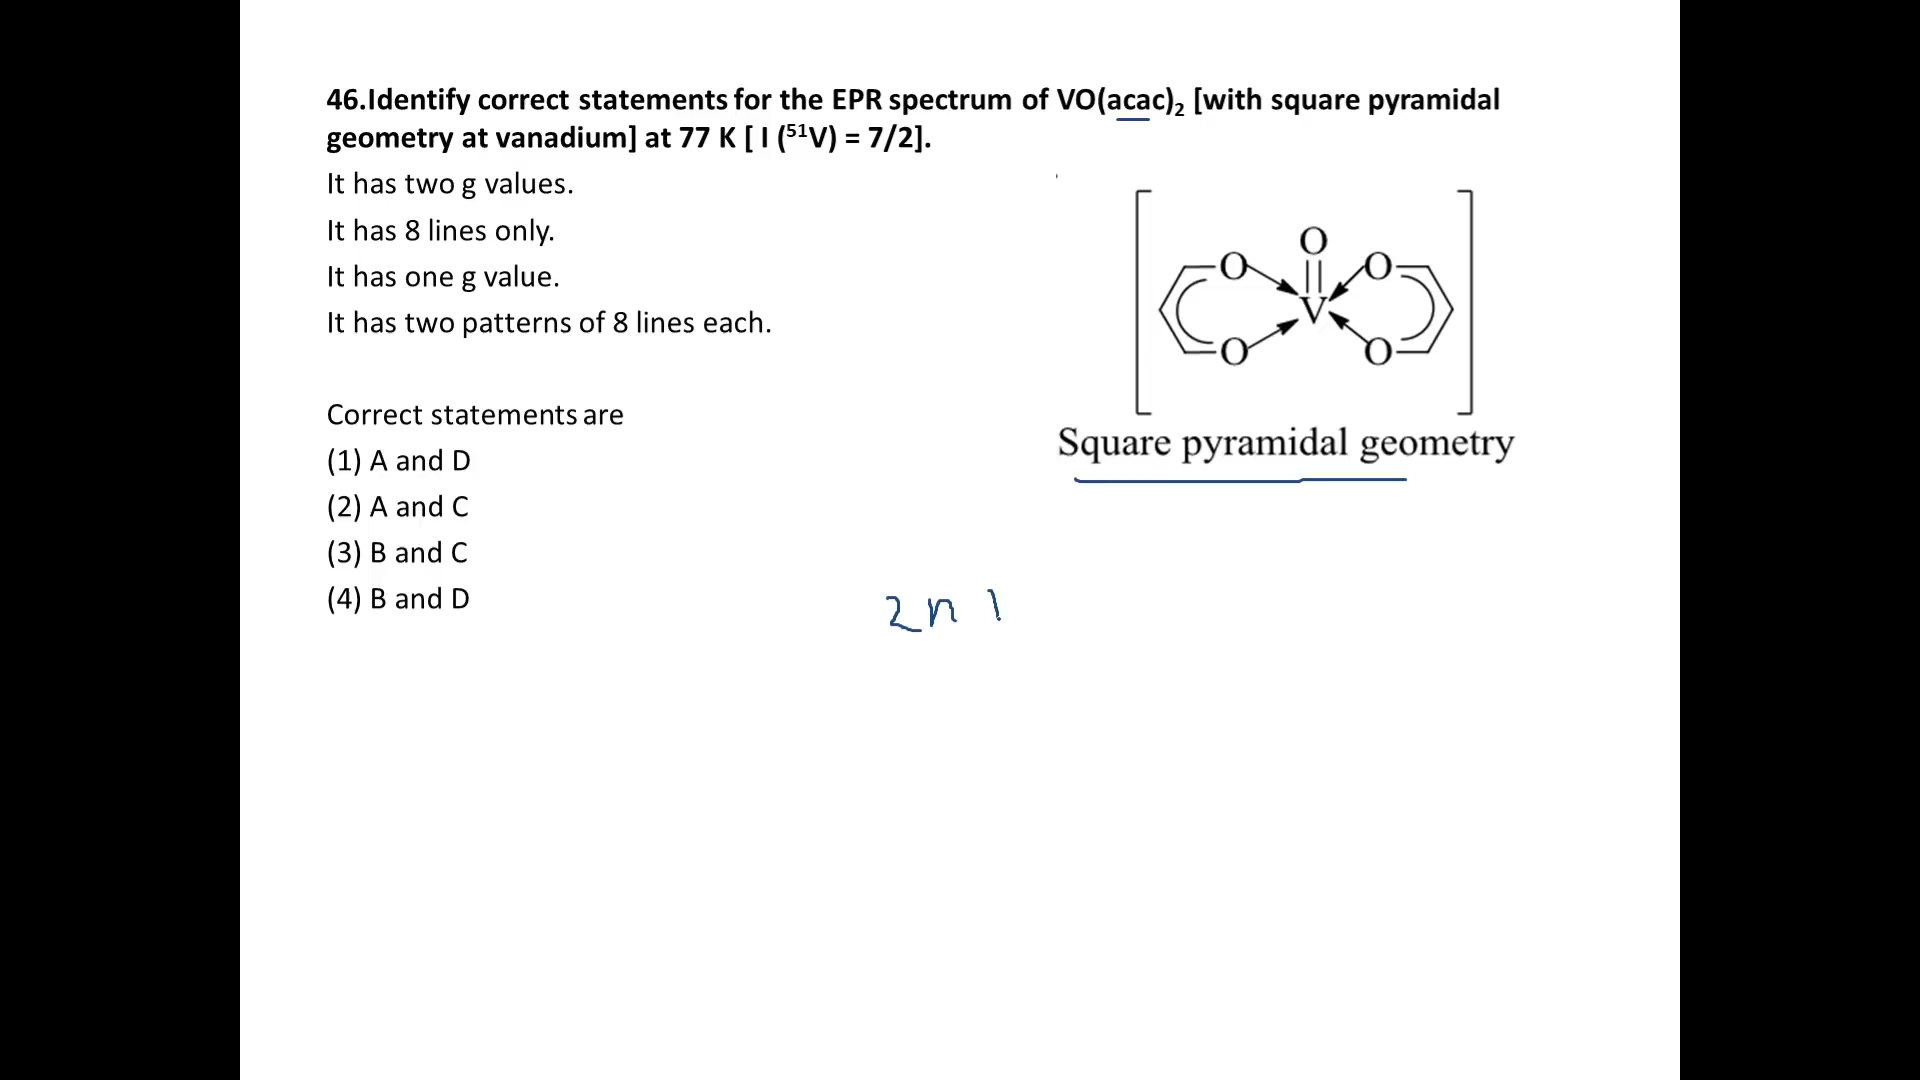 46.Identify correct statements for the EPR spectrum of VO(acac)₂ [with square pyramidal
geometry at vanadium] at 77 K [ I (⁵¹V) = 7/2].
It has two g values.
It has 8 lines only.
It has one g value.
It has two patterns of 8 lines each.
O
O O
V
O O
Square pyramidal geometry
Correct statements are
(1) A and D
(2) A and C
(3) B and C
(4) B and D
2n I